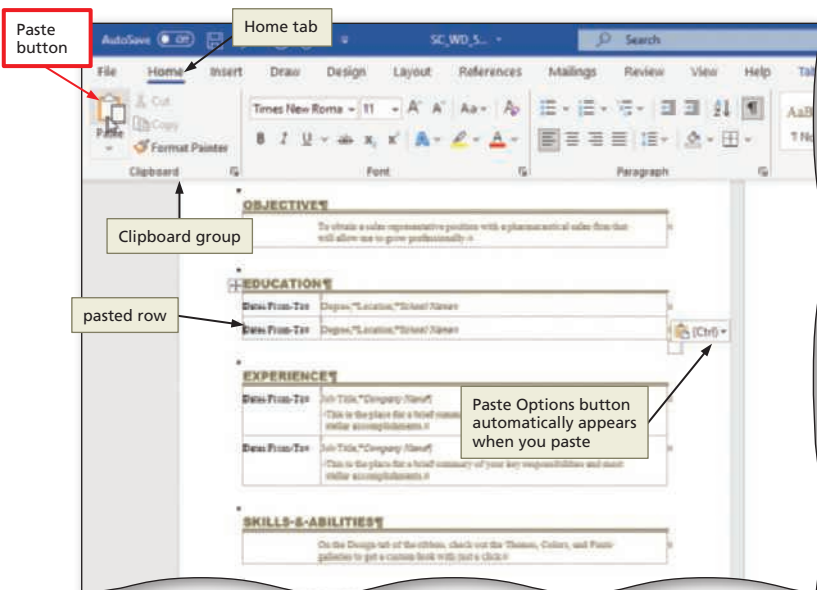 Paste
button
Home tab
AutoSave Off
SC_WD_5...
Search
File Home Insert Draw Design Layout References Mailings Review View Help
Paste
Cut
Copy
Format Painter
Times New Roma 11
Clipboard Font Paragraph
Clipboard group
OBJECTIVE¶
To obtain a sales representative position with a pharmaceutical sales firm that
will allow me to grow professionally.
EDUCATION¶
pasted row
Dates From-To¤ Degree,°Location,°School Name¤
Dates From-To¤ Degree,°Location,°School Name¤
(Ctrl)
EXPERIENCE¶
Dates From-To¤ Job Title,°Company Name¶
This is the place for a brief
Paste Options button
automatically appears
when you paste
stellar accomplishments.
Dates From-To¤ Job Title,°Company Name¶
This is the place for a brief summary of your key responsibilities and most
stellar accomplishments.
SKILLS·&·ABILITIES¶
On the Design tab of the ribbon, check out the Themes, Colors, and Fonts
galleries to get a custom look with just a click.